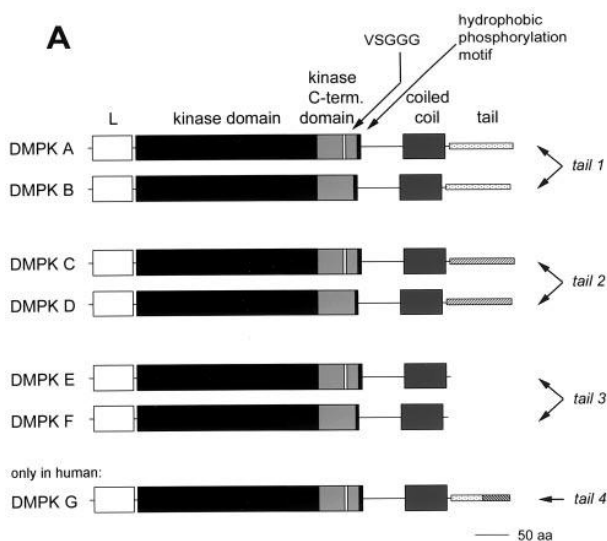 A
VSGGG
hydrophobic
phosphorylation
motif
kinase
C-term.
domain
L
kinase domain
coiled
coil
tail
DMPK A
DMPK B
tail 1
DMPK C
DMPK D
tail 2
DMPK E
DMPK F
tail 3
only in human:
DMPK G
tail 4
50 aa